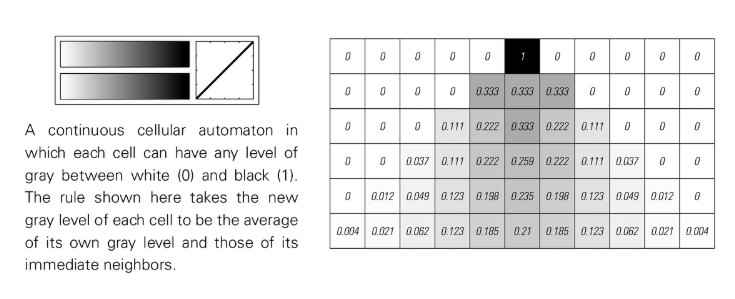 A continuous cellular automaton in
which each cell can have any level of
gray between white (0) and black (1).
The rule shown here takes the new
gray level of each cell to be the average
of its own gray level and those of its
immediate neighbors.
0 0 0 0 0 1 0 0 0 0 0
0 0 0 0 0.333 0.333 0.333 0 0 0 0
0 0 0 0.111 0.222 0.333 0.222 0.111 0 0 0
0 0 0.037 0.111 0.222 0.259 0.222 0.111 0.037 0 0
0 0.012 0.049 0.123 0.198 0.235 0.198 0.123 0.049 0.012 0
0.004 0.021 0.062 0.123 0.185 0.21 0.185 0.123 0.062 0.021 0.004